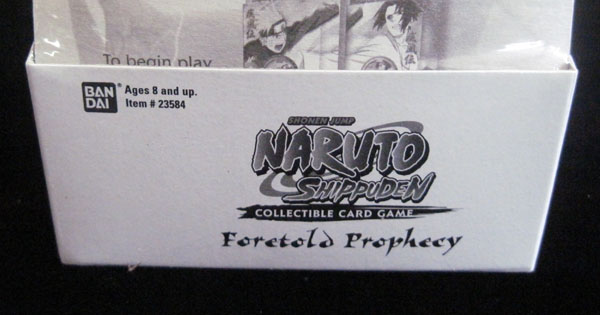 To begin play
BAN
DAI
Ages 8 and up.
Item # 23584
SHONEN JUMP
NARUTO
SHIPPUDEN
COLLECTIBLE CARD GAME
Foretold Prophecy